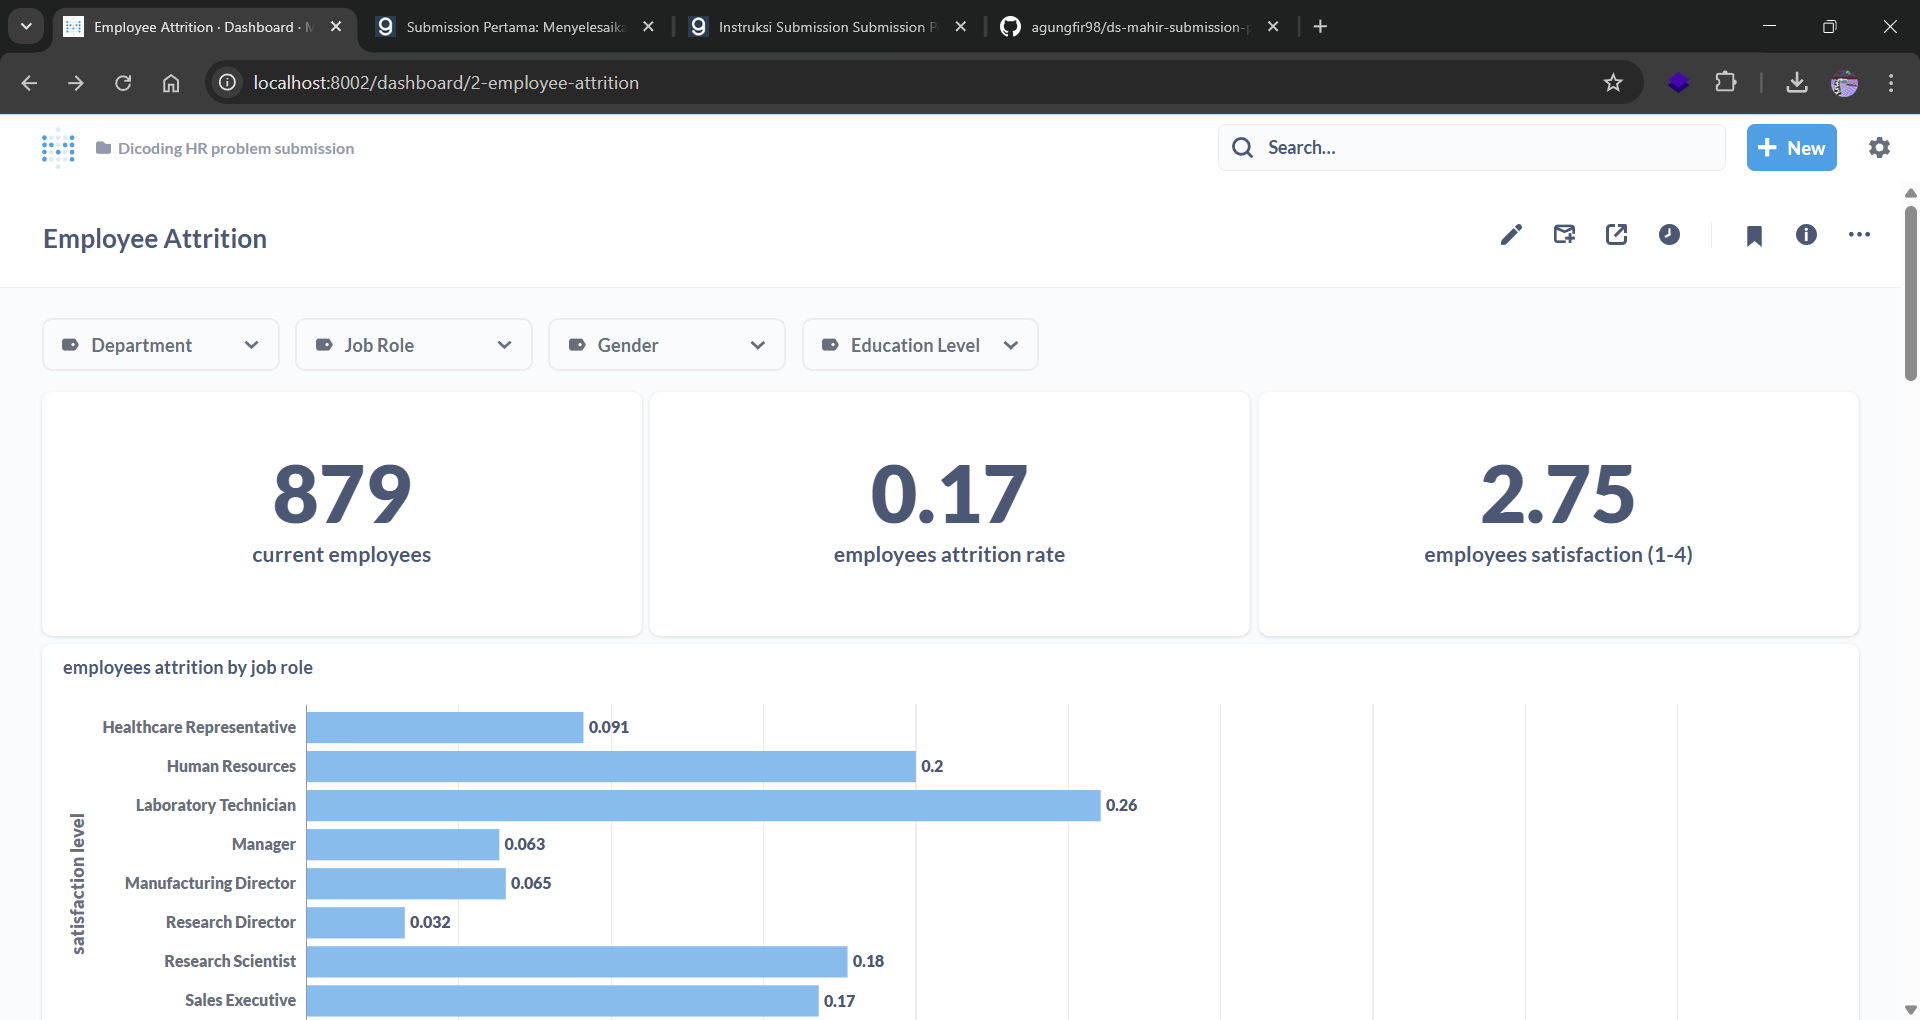 Employee Attrition · Dashboard ·
Submission Pertama: Menyelesaika
Instruksi Submission Submission P
agungfir98/ds-mahir-submission-p
localhost:8002/dashboard/2-employee-attrition
Dicoding HR problem submission
Search...
New
Employee Attrition
Department
Job Role
Gender
Education Level
879
current employees
0.17
employees attrition rate
2.75
employees satisfaction (1-4)
employees attrition by job role
satisfaction level
Healthcare Representative 0.091
Human Resources 0.2
Laboratory Technician 0.26
Manager 0.063
Manufacturing Director 0.065
Research Director 0.032
Research Scientist 0.18
Sales Executive 0.17